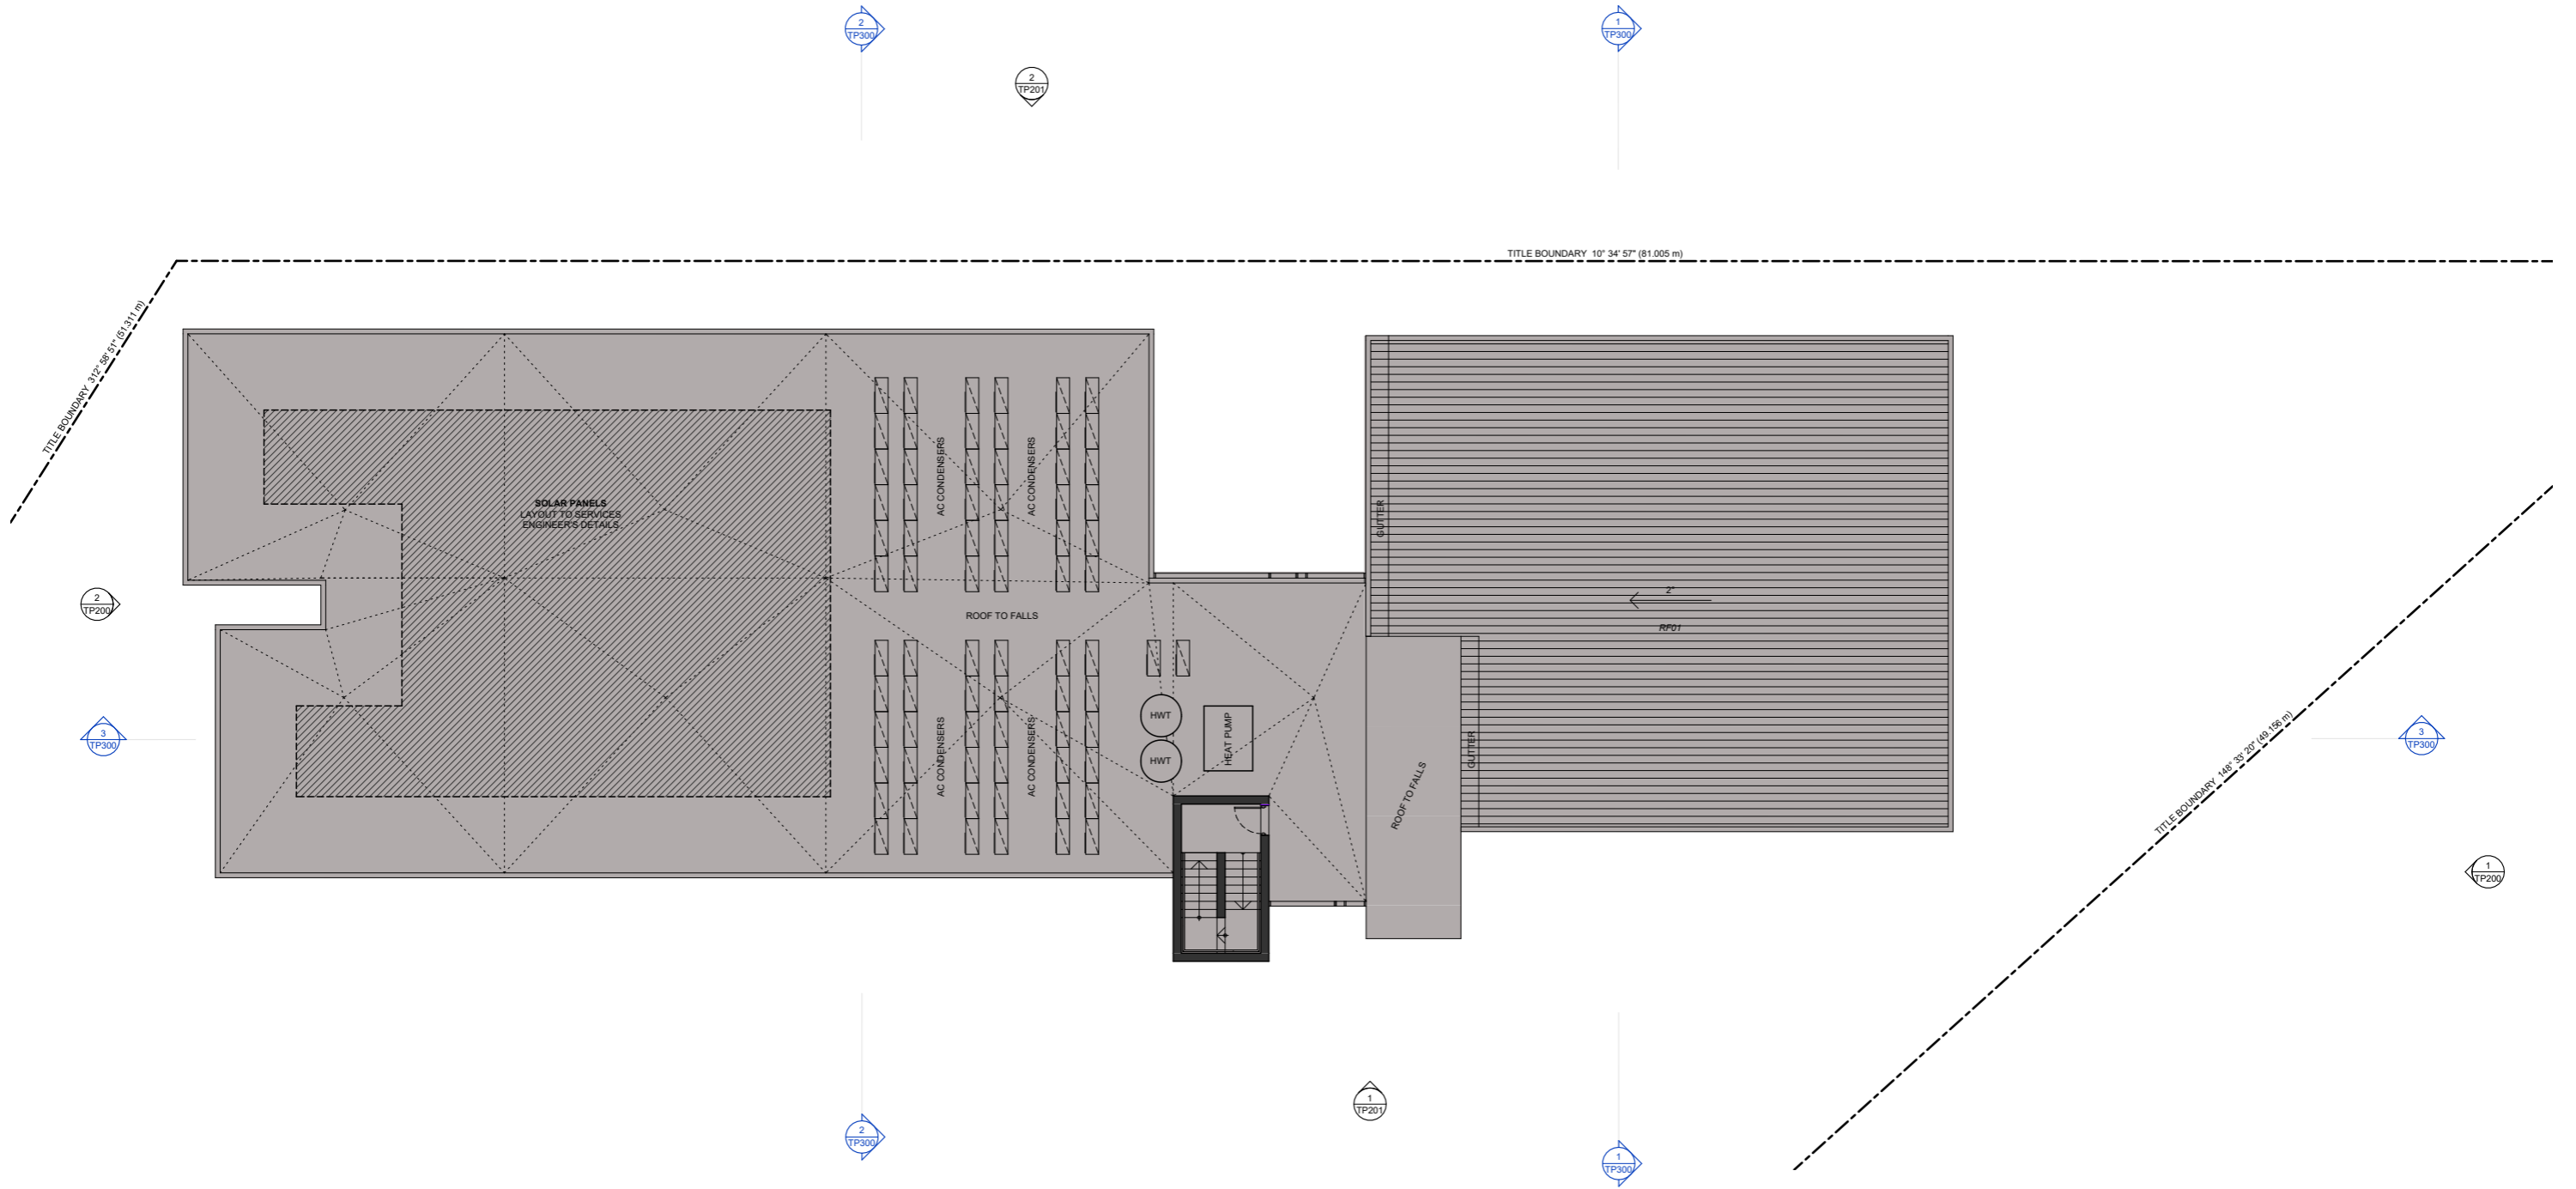 2
TP300
1
TP300
2
TP201
TITLE BOUNDARY 10° 34' 57" (81.005 m)
TITLE BOUNDARY 312° 58' 51" (51.311 m)
SOLAR PANELS
LAYOUT TO SERVICES
ENGINEER'S DETAILS
AC CONDENSERS
AC CONDENSERS
GUTTER
2°
2
TP200
ROOF TO FALLS
RF01
HWT
HWT
HEAT PUMP
AC CONDENSERS
AC CONDENSERS
GUTTER
ROOF TO FALLS
3
TP300
3
TP300
TITLE BOUNDARY 148° 33' 20" (49.156 m)
1
TP200
1
TP201
2
TP300
1
TP300